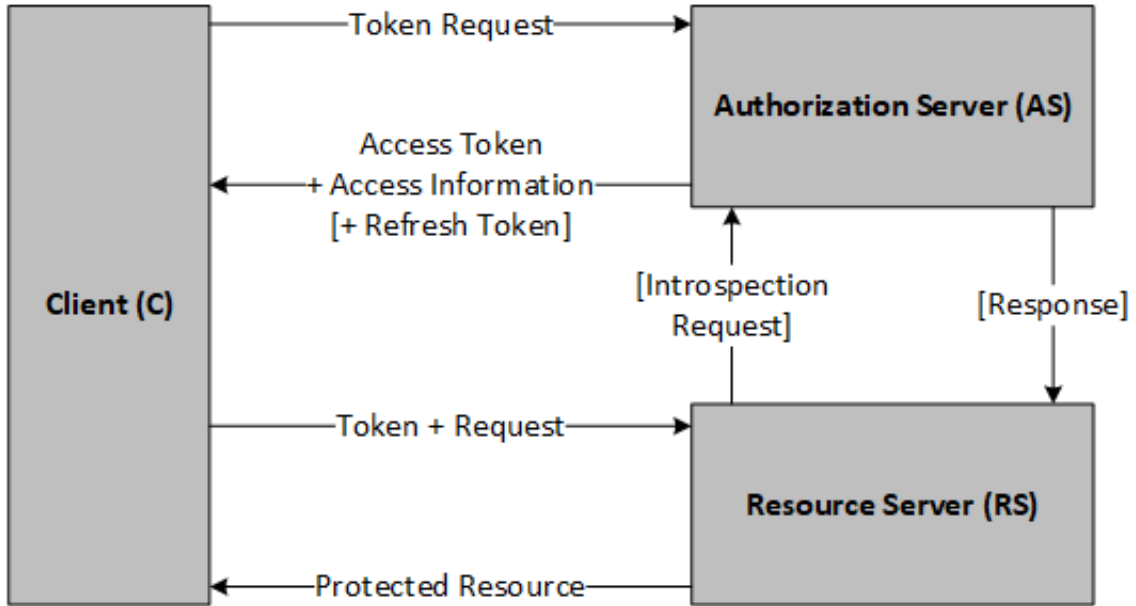 Token Request
Authorization Server (AS)
Access Token
+ Access Information
[+ Refresh Token]
Client (C)
[Introspection
Request]
[Response]
Token + Request
Resource Server (RS)
Protected Resource